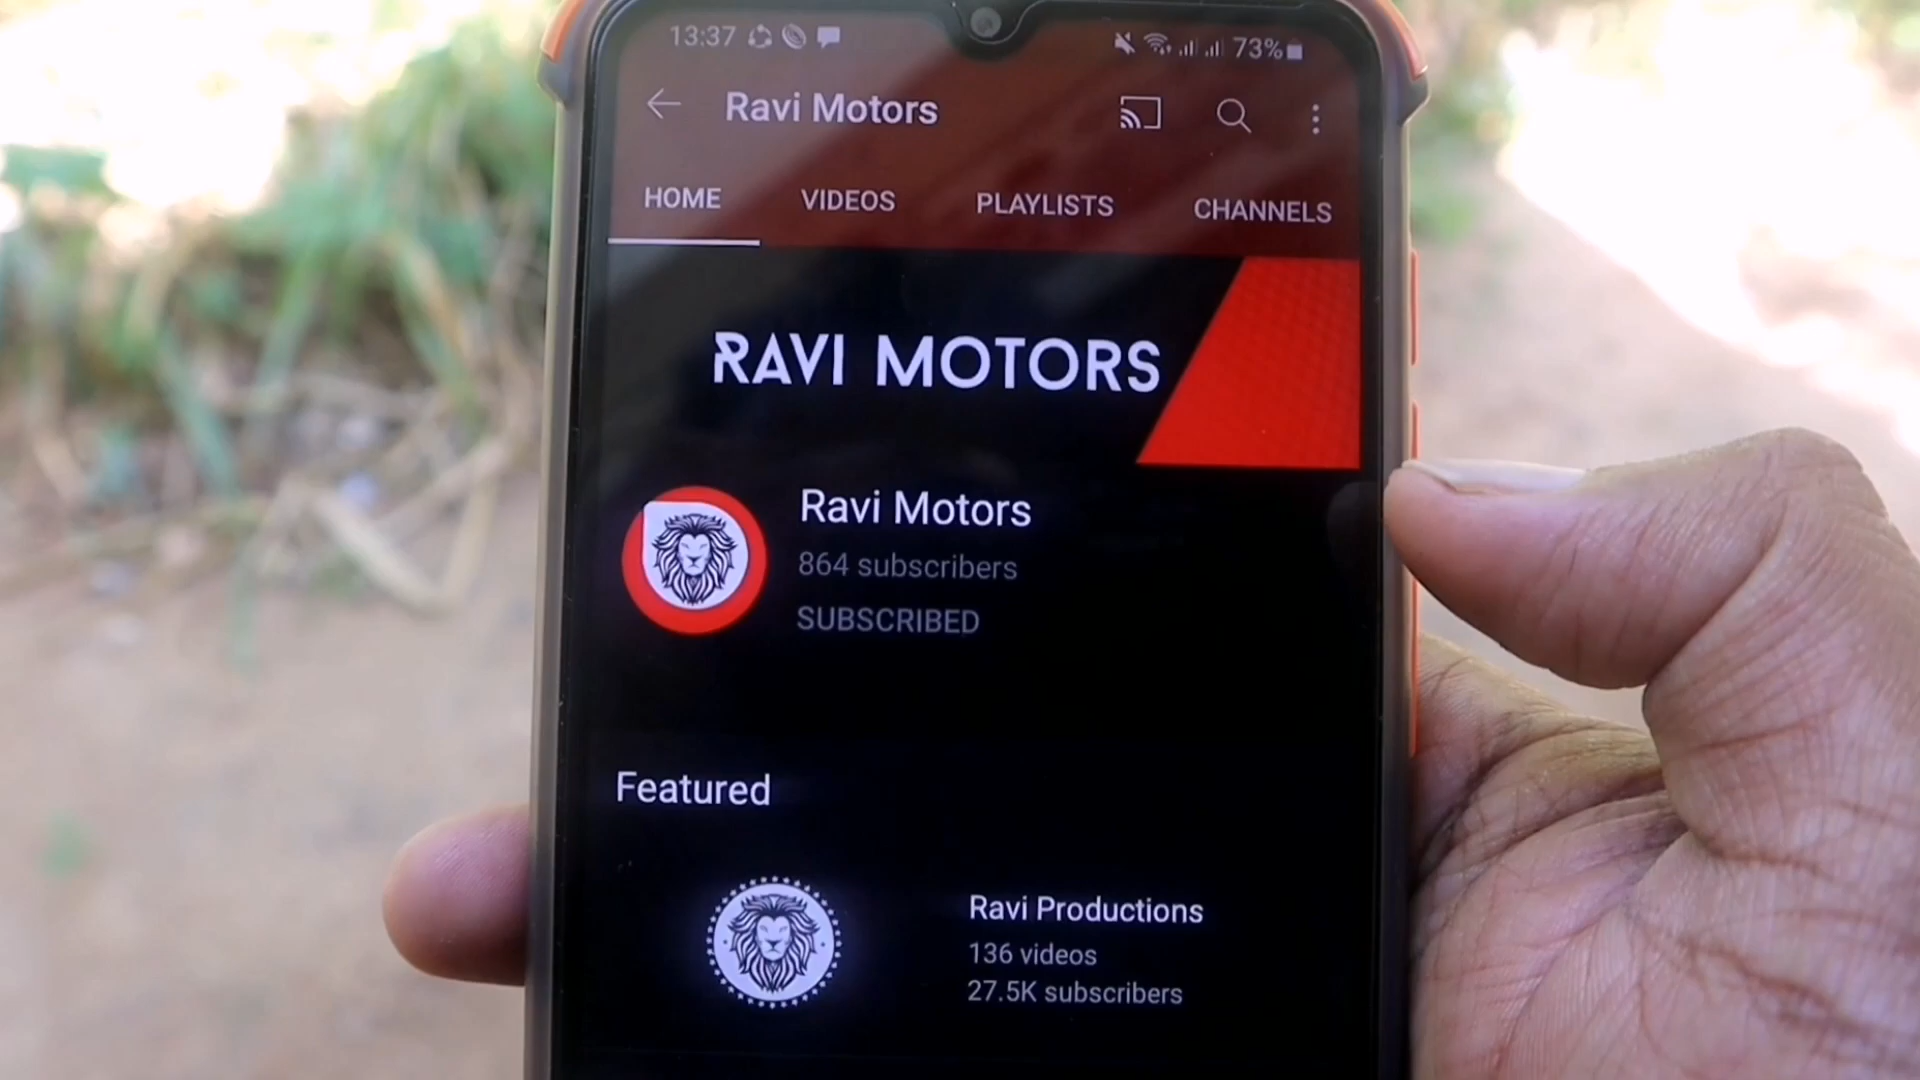 13:37 73%
Ravi Motors
HOME VIDEOS PLAYLISTS CHANNELS
RAVI MOTORS
Ravi Motors
864 subscribers
SUBSCRIBED
Featured
Ravi Productions
136 videos
27.5K subscribers